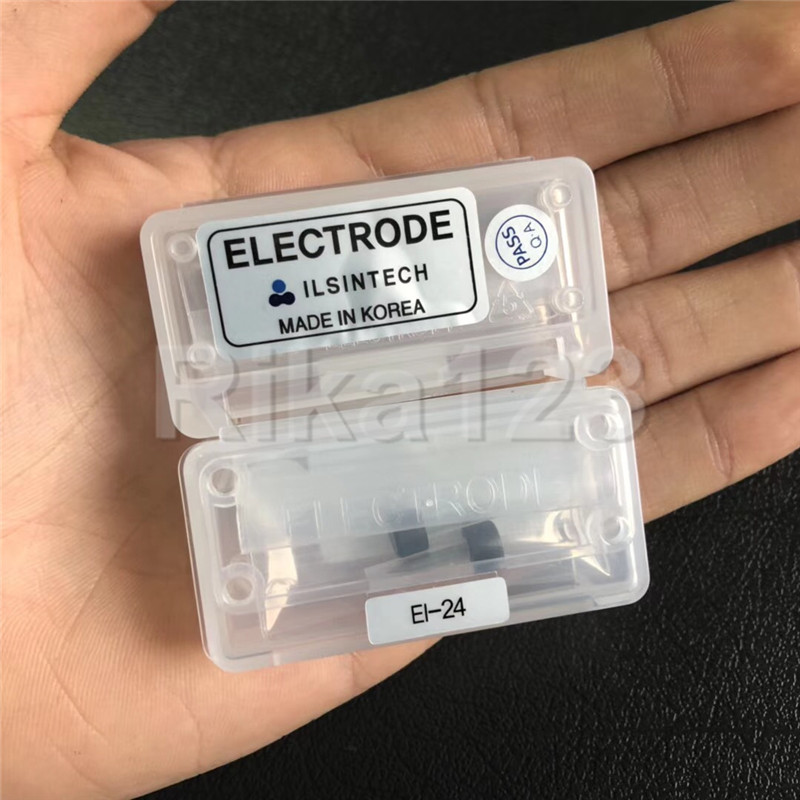 ELECTRODE
ILSINTECH
MADE IN KOREA
PASS
Q·A
Rika123
ELECTRODE
EI-24